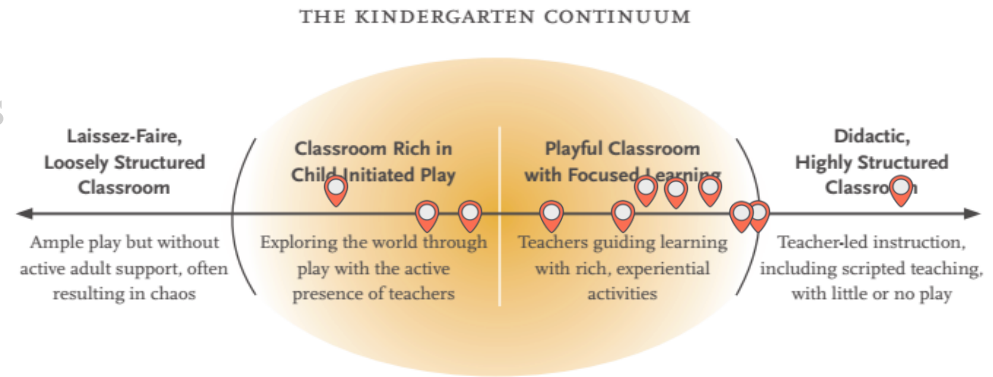 THE KINDERGARTEN CONTINUUM
s
Laissez-Faire,
Loosely Structured
Classroom
Ample play but without
active adult support, often
resulting in chaos
Classroom Rich in
Child-Initiated Play
Exploring the world through
play with the active
presence of teachers
Playful Classroom
with Focused Learning
Teachers guiding learning
with rich, experiential
activities
Didactic,
Highly Structured
Classroom
Teacher-led instruction,
including scripted teaching,
with little or no play